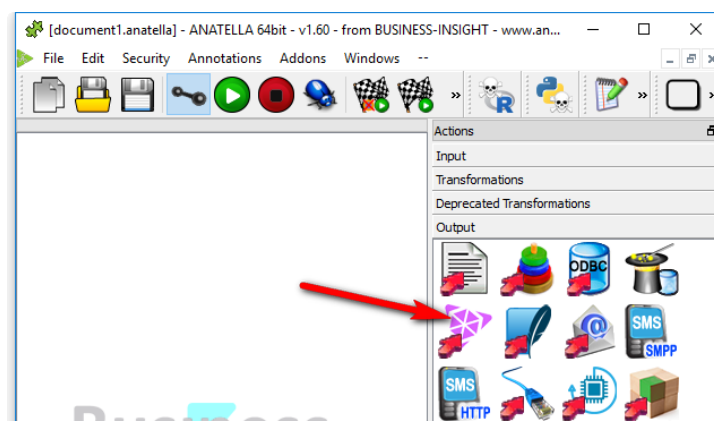 [document1.anatella] - ANATELLA 64bit - v1.60 - from BUSINESS-INSIGHT - www.an...
File Edit Security Annotations Addons Windows --
» R » »
Actions
Input
Transformations
Deprecated Transformations
Output
ODBC
@ SMS
SMPP
SMS
HTTP